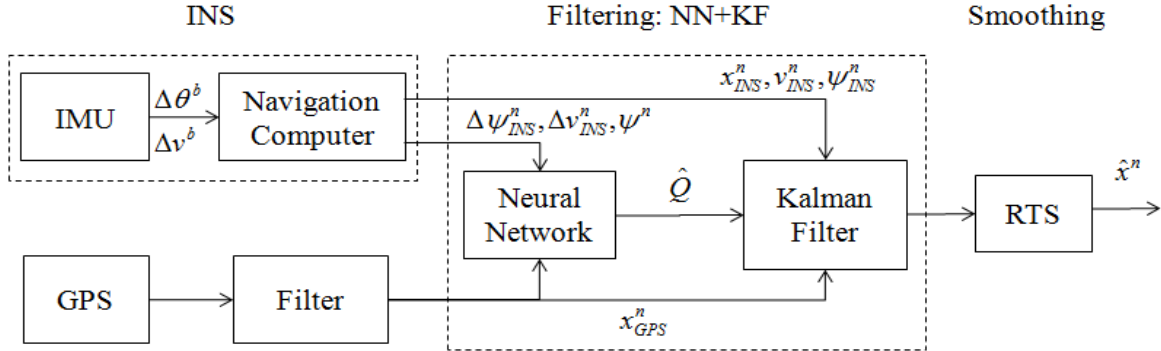 INS
Filtering: NN+KF
Smoothing
IMU
Δθ^b
Δv^b
Navigation
Computer
x^n_INS, v^n_INS, ψ^n_INS
Δψ^n_INS, Δv^n_INS, ψ^n
Neural
Network
Q̂
Kalman
Filter
RTS
x̂^n
GPS
Filter
x^n_GPS